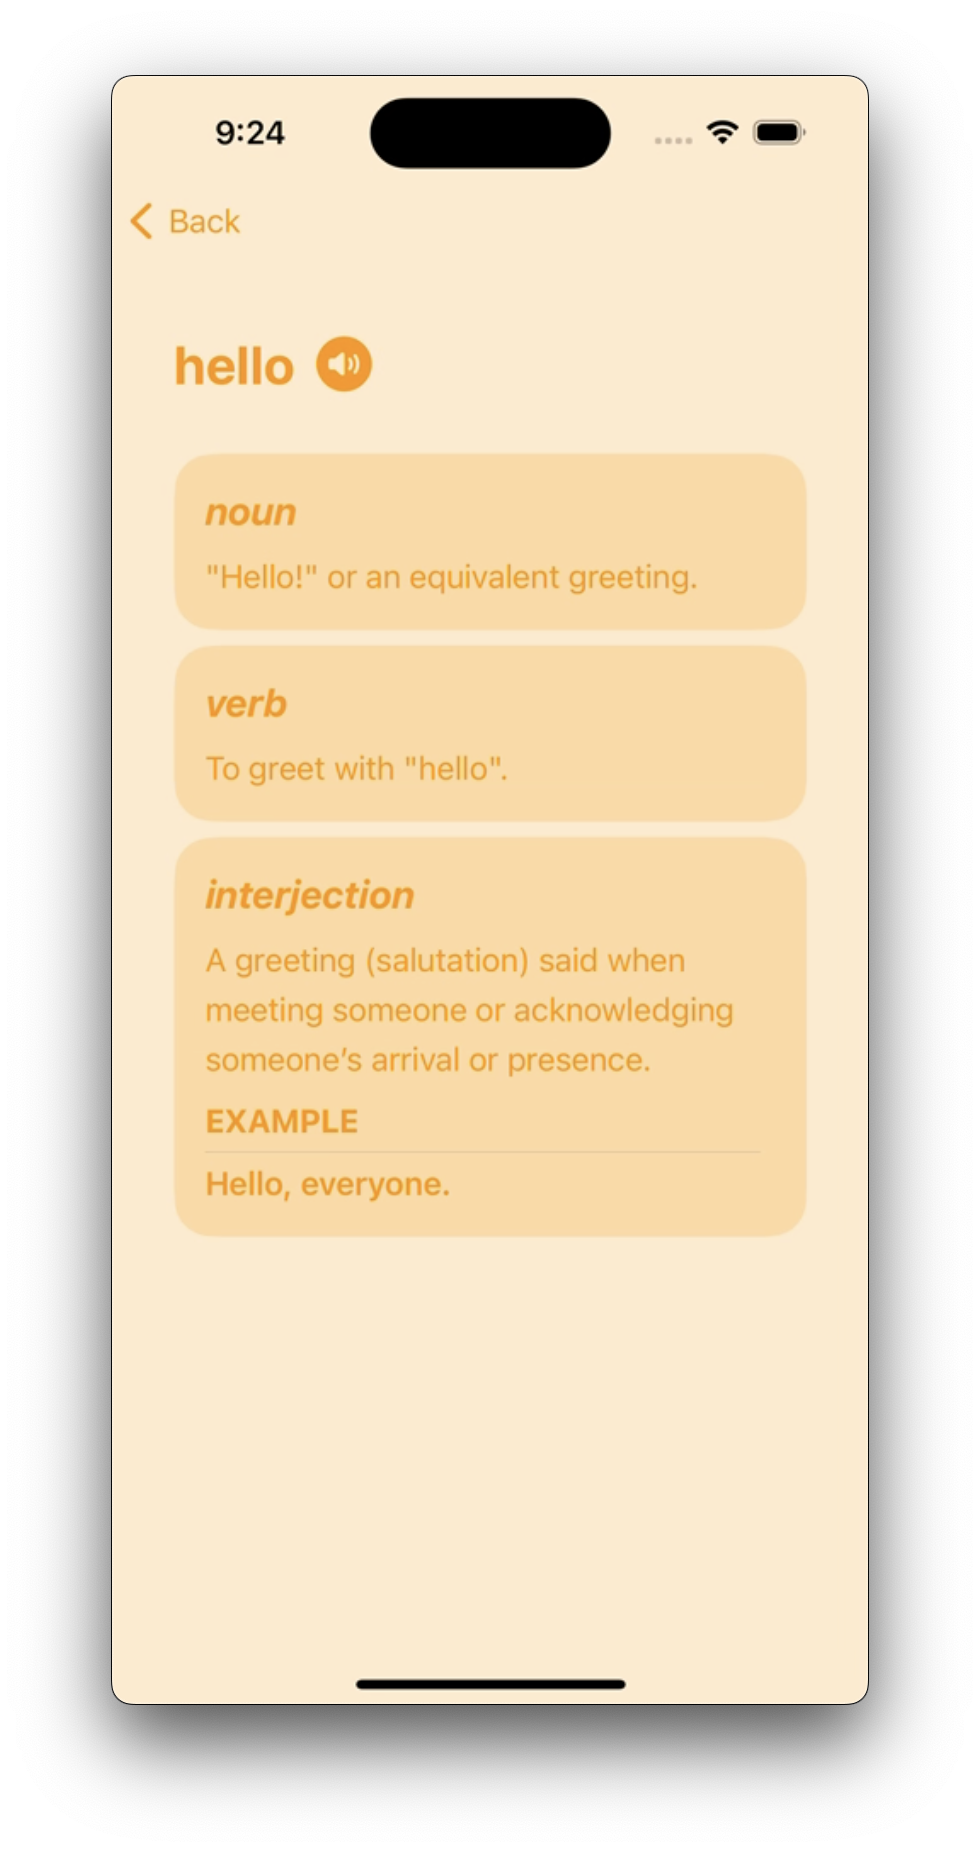 9:24
Back
hello
noun
"Hello!" or an equivalent greeting.
verb
To greet with "hello".
interjection
A greeting (salutation) said when
meeting someone or acknowledging
someone’s arrival or presence.
EXAMPLE
Hello, everyone.